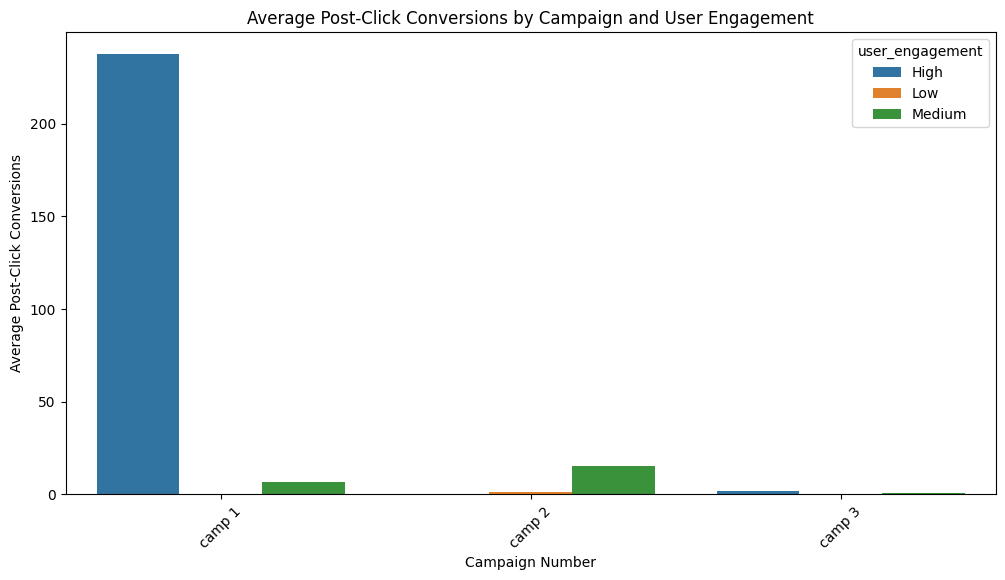 Average Post-Click Conversions by Campaign and User Engagement
user_engagement
High
Low
Medium
Average Post-Click Conversions
200
150
100
50
0
camp 1
camp 2
camp 3
Campaign Number